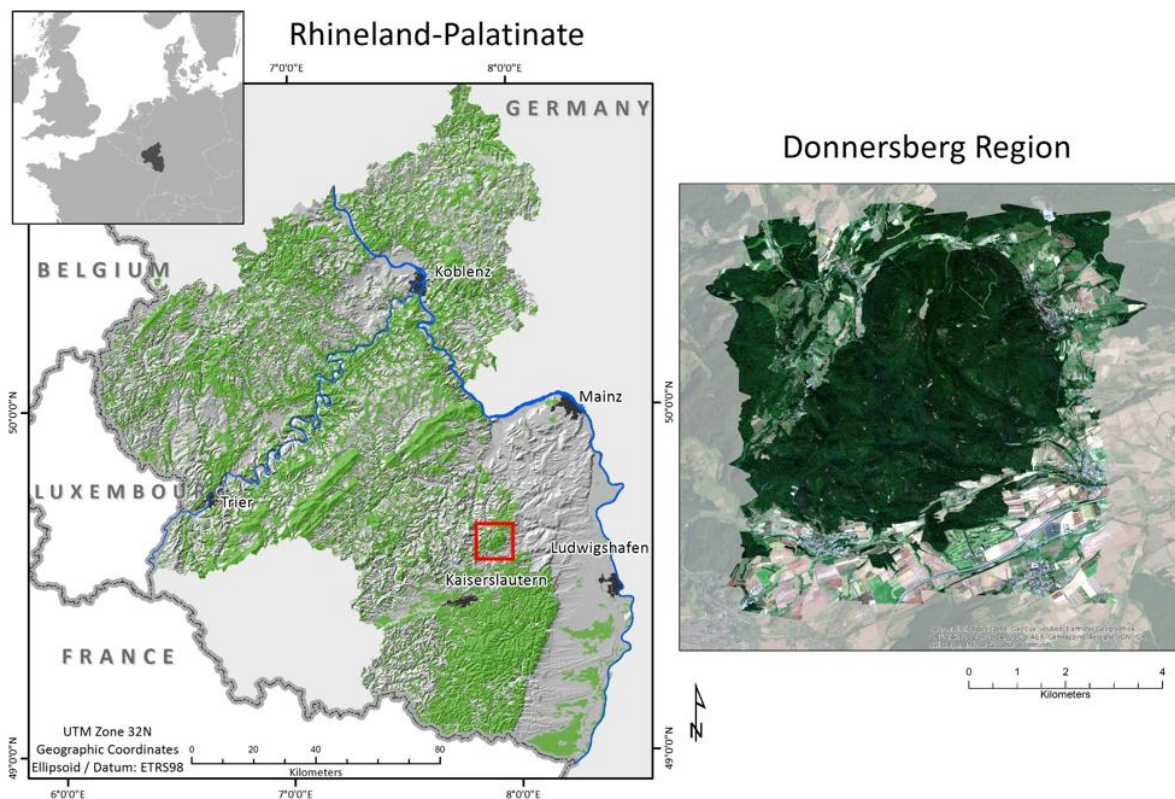 Rhineland-Palatinate
7°0'0"E
8°0'0"E
GERMANY
Donnersberg Region
BELGIUM
Koblenz
50°0'0"N
Mainz
50°0'0"N
LUXEMBOURG
Trier
Ludwigshafen
Kaiserslautern
FRANCE
UTM Zone 32N
Geographic Coordinates
Ellipsoid / Datum: ETRS98
0 20 40 60 80
Kilometers
49°0'0"N
49°0'0"N
6°0'0"E
7°0'0"E
8°0'0"E
0 1 2 4
Kilometers
N